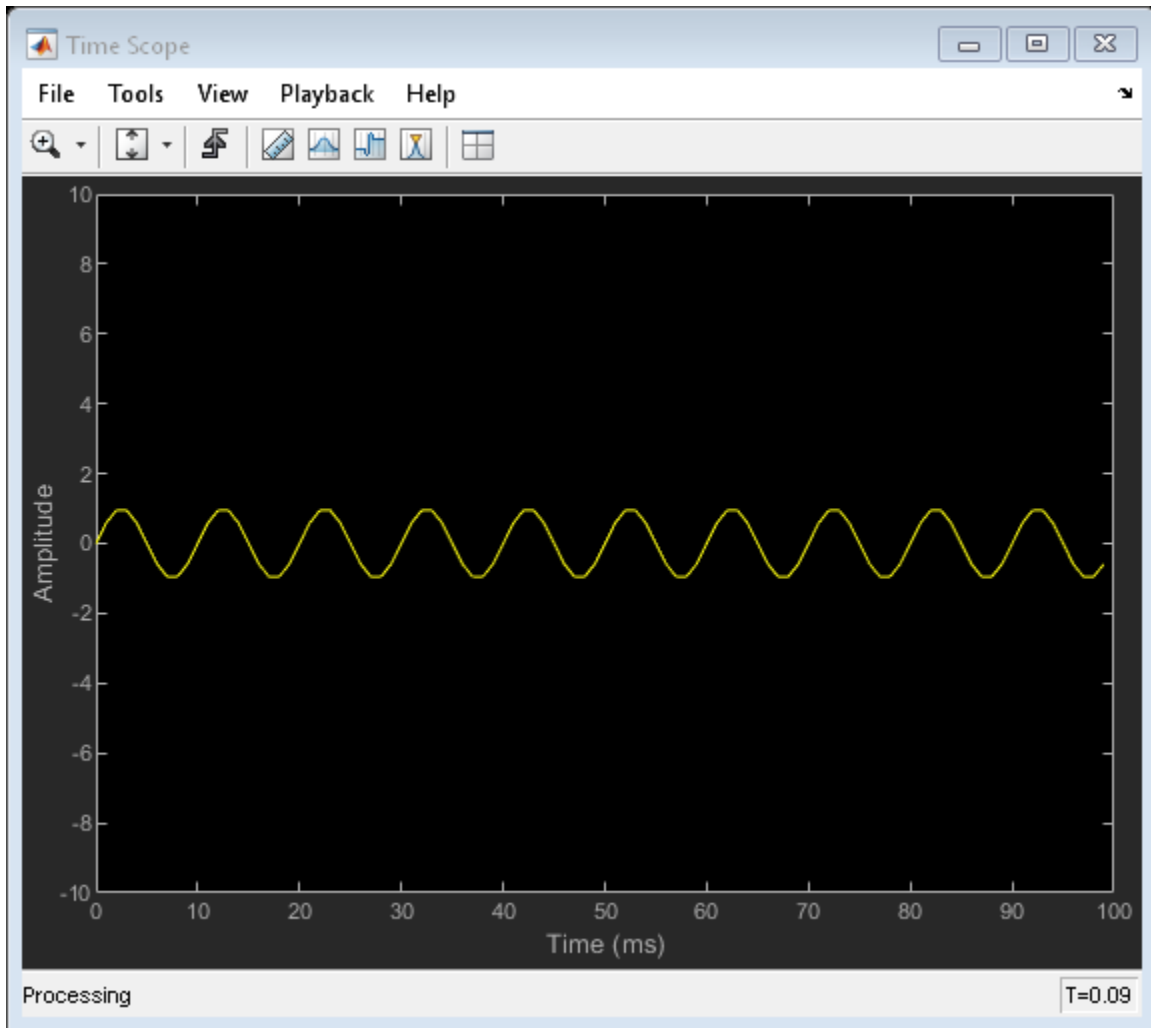 Time Scope
File Tools View Playback Help
10
8
6
4
2
0
-2
-4
-6
-8
-10
Amplitude
0 10 20 30 40 50 60 70 80 90 100
Time (ms)
Processing T=0.09